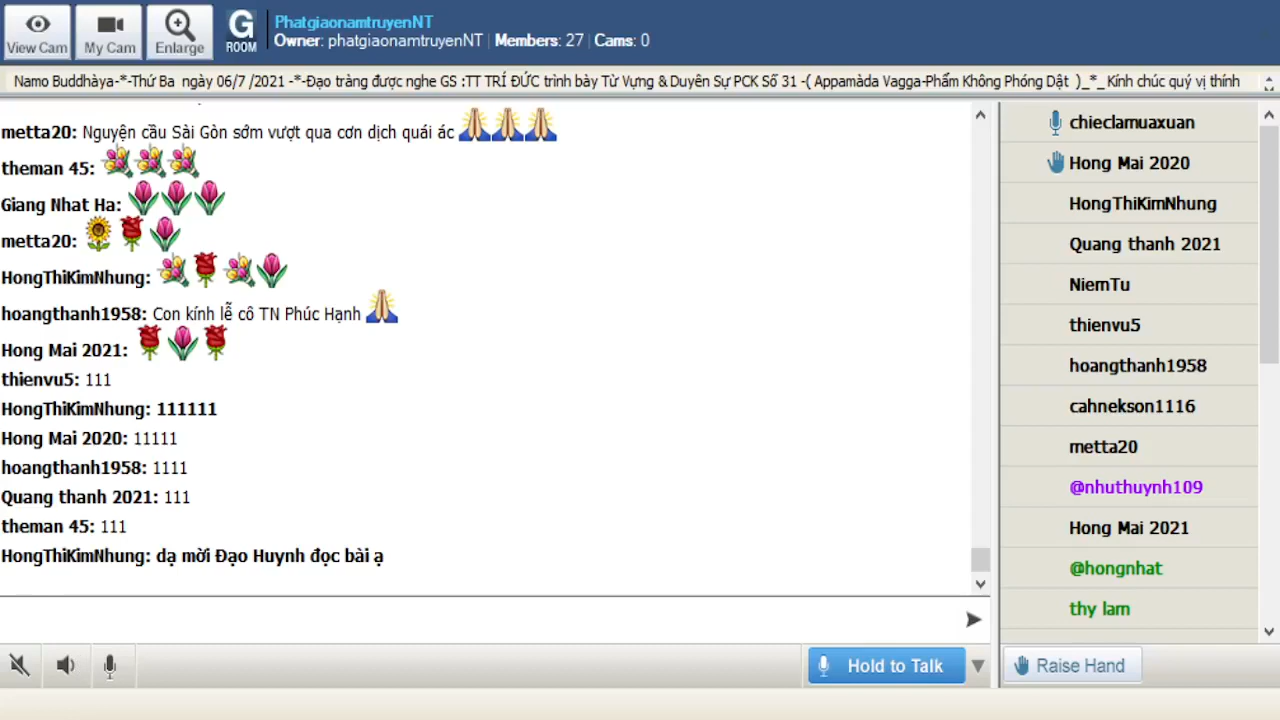 View Cam
My Cam
Enlarge
G
ROOM
PhatgiaonamtruyenNT
Owner: phatgiaonamtruyenNT | Members: 27 | Cams: 0
Namo Buddhàya-*-Thứ Ba ngày 06/7 /2021 -*-Đạo tràng được nghe GS :TT TRÍ ĐỨC trình bày Từ Vựng & Duyên Sự PCK Số 31 -( Appamàda Vagga-Phẩm Không Phóng Dật )_*_ Kính chúc quý vị thính
metta20: Nguyện cầu Sài Gòn sớm vượt qua cơn dịch quái ác
theman 45:
Giang Nhat Ha:
metta20:
HongThiKimNhung:
hoangthanh1958: Con kính lễ cô TN Phúc Hạnh
Hong Mai 2021:
thienvu5: 111
HongThiKimNhung: 111111
Hong Mai 2020: 11111
hoangthanh1958: 1111
Quang thanh 2021: 111
theman 45: 111
HongThiKimNhung: dạ mời Đạo Huynh đọc bài ạ
chieclamuaxuan
Hong Mai 2020
HongThiKimNhung
Quang thanh 2021
NiemTu
thienvu5
hoangthanh1958
cahnekson1116
metta20
@nhuthuynh109
Hong Mai 2021
@hongnhat
thy lam
Hold to Talk
Raise Hand